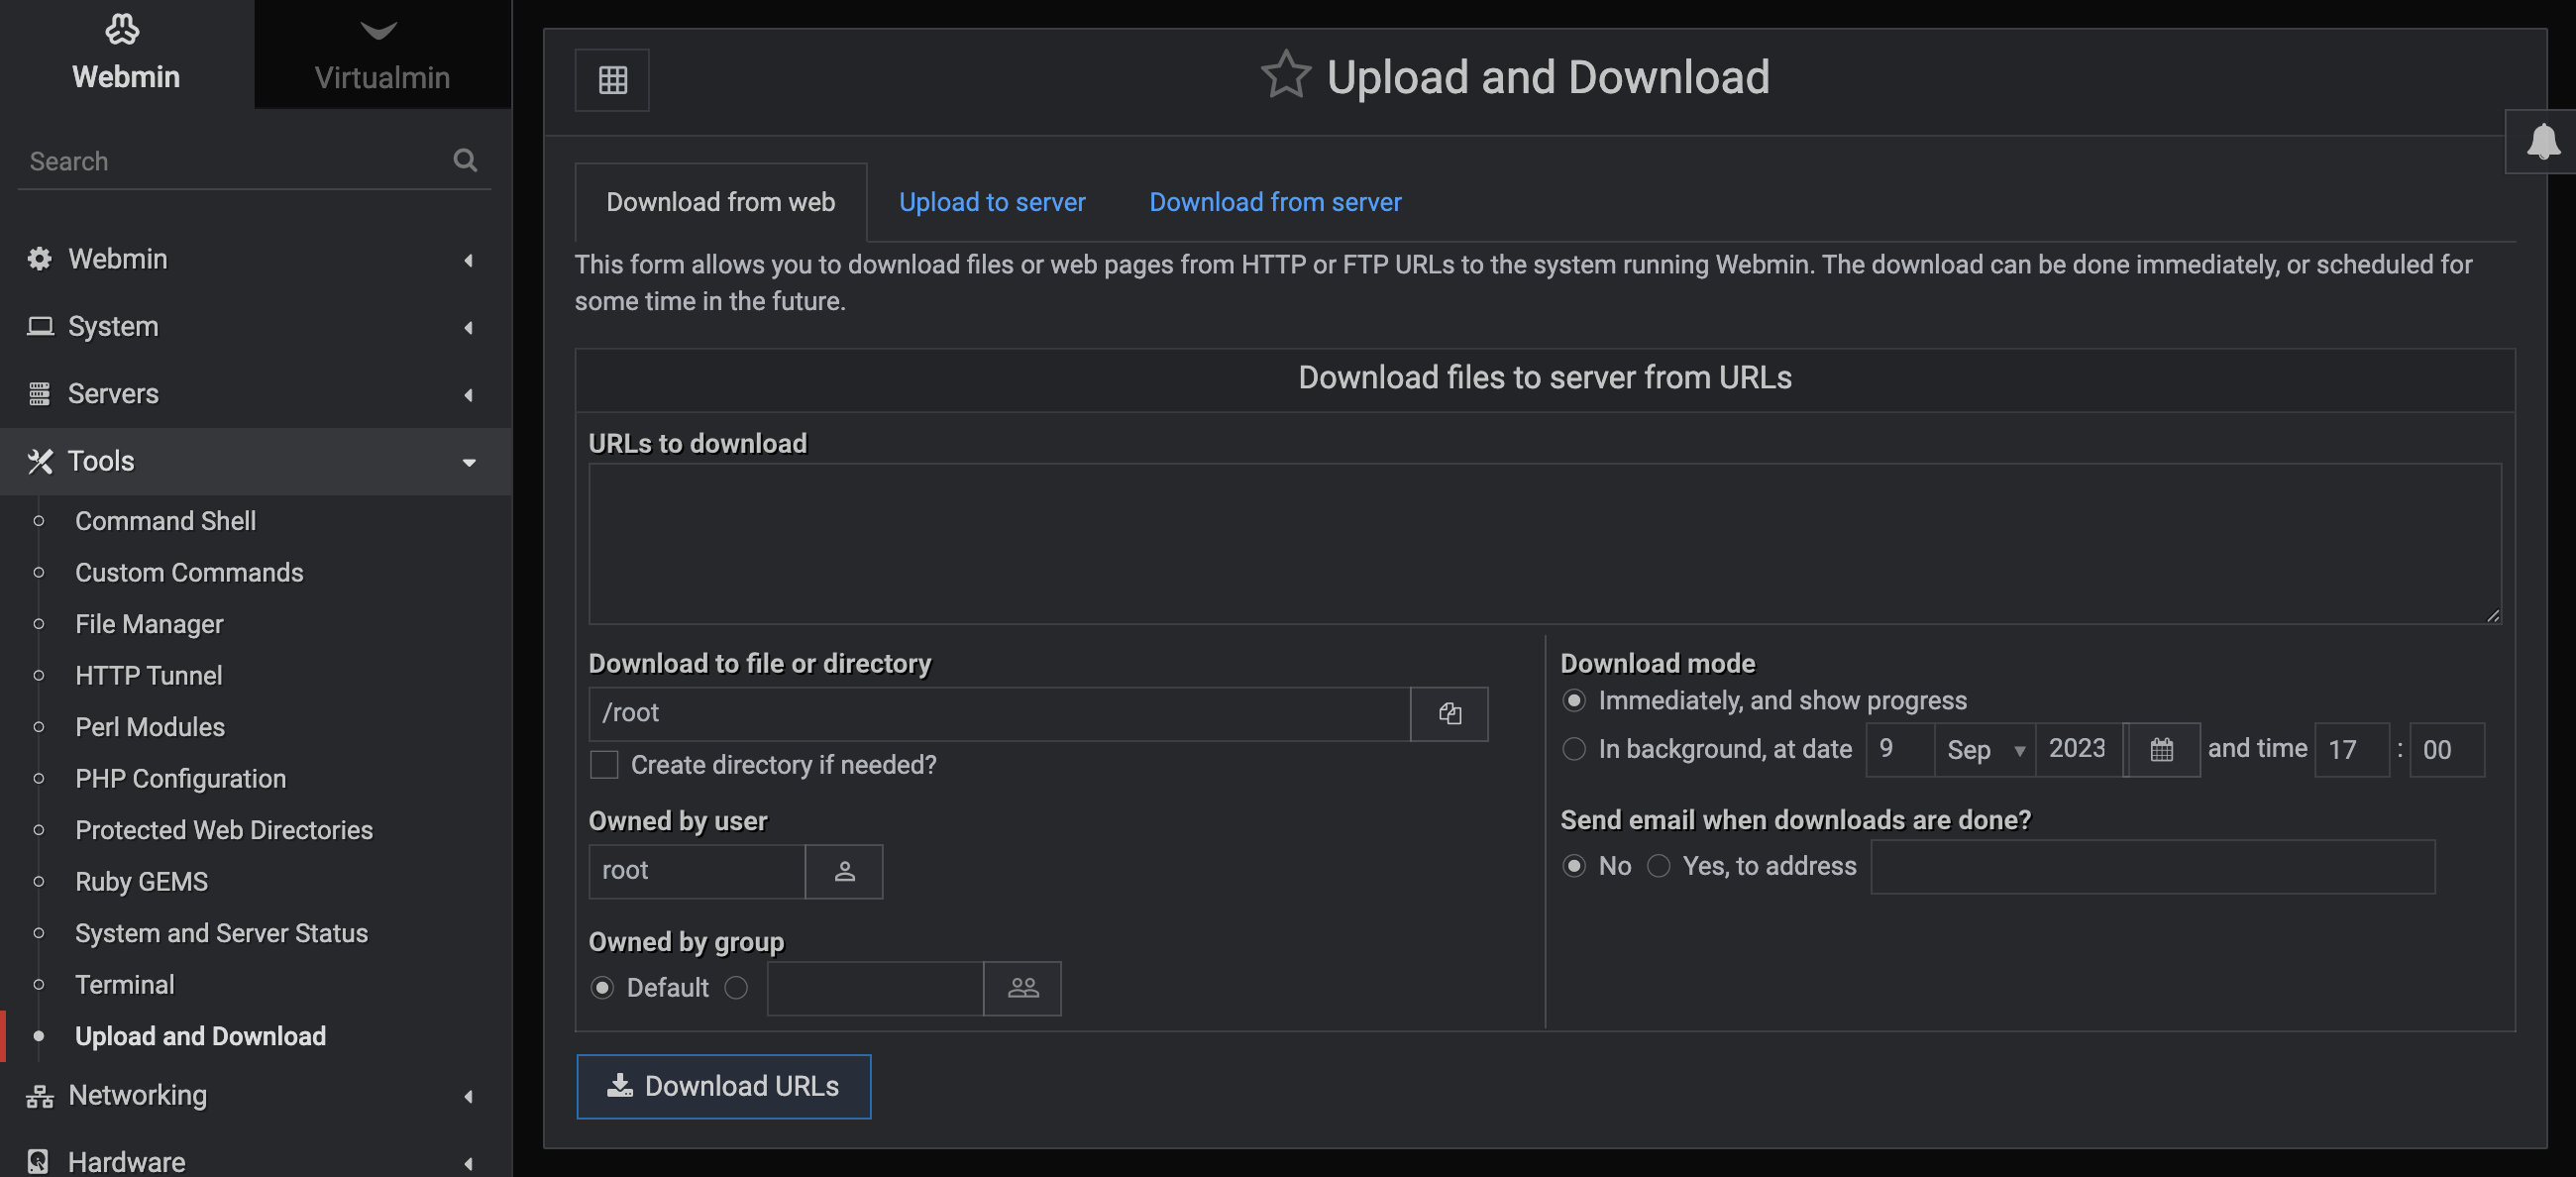 Webmin
Virtualmin
Search
Webmin
System
Servers
Tools
Command Shell
Custom Commands
File Manager
HTTP Tunnel
Perl Modules
PHP Configuration
Protected Web Directories
Ruby GEMS
System and Server Status
Terminal
Upload and Download
Networking
Hardware
Upload and Download
Download from web
Upload to server
Download from server
This form allows you to download files or web pages from HTTP or FTP URLs to the system running Webmin. The download can be done immediately, or scheduled for
some time in the future.
Download files to server from URLs
URLs to download
Download to file or directory
/root
Create directory if needed?
Owned by user
root
Owned by group
Default
Download mode
Immediately, and show progress
In background, at date 9 Sep 2023 and time 17 : 00
Send email when downloads are done?
No Yes, to address
Download URLs